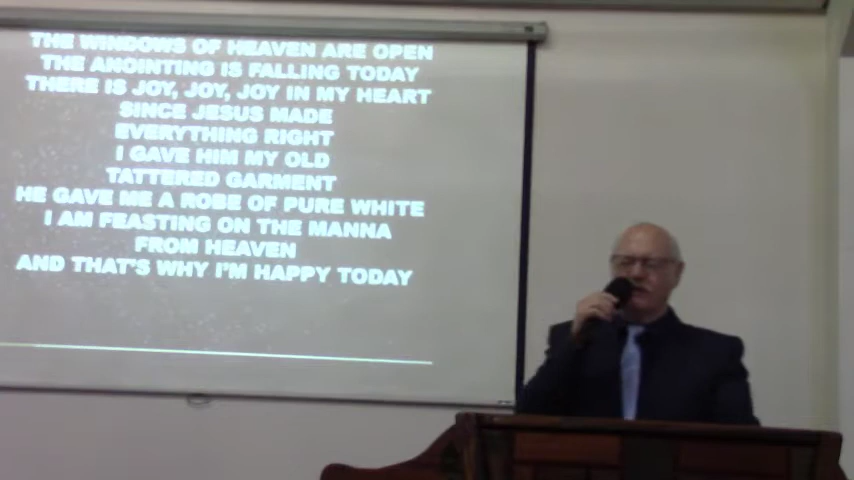 THE WINDOWS OF HEAVEN ARE OPEN
THE ANOINTING IS FALLING TODAY
THERE IS JOY, JOY, JOY IN MY HEART
SINCE JESUS MADE
EVERYTHING RIGHT
I GAVE HIM MY OLD
TATTERED GARMENT
HE GAVE ME A ROBE OF PURE WHITE
I AM FEASTING ON THE MANNA
FROM HEAVEN
AND THAT'S WHY I'M HAPPY TODAY